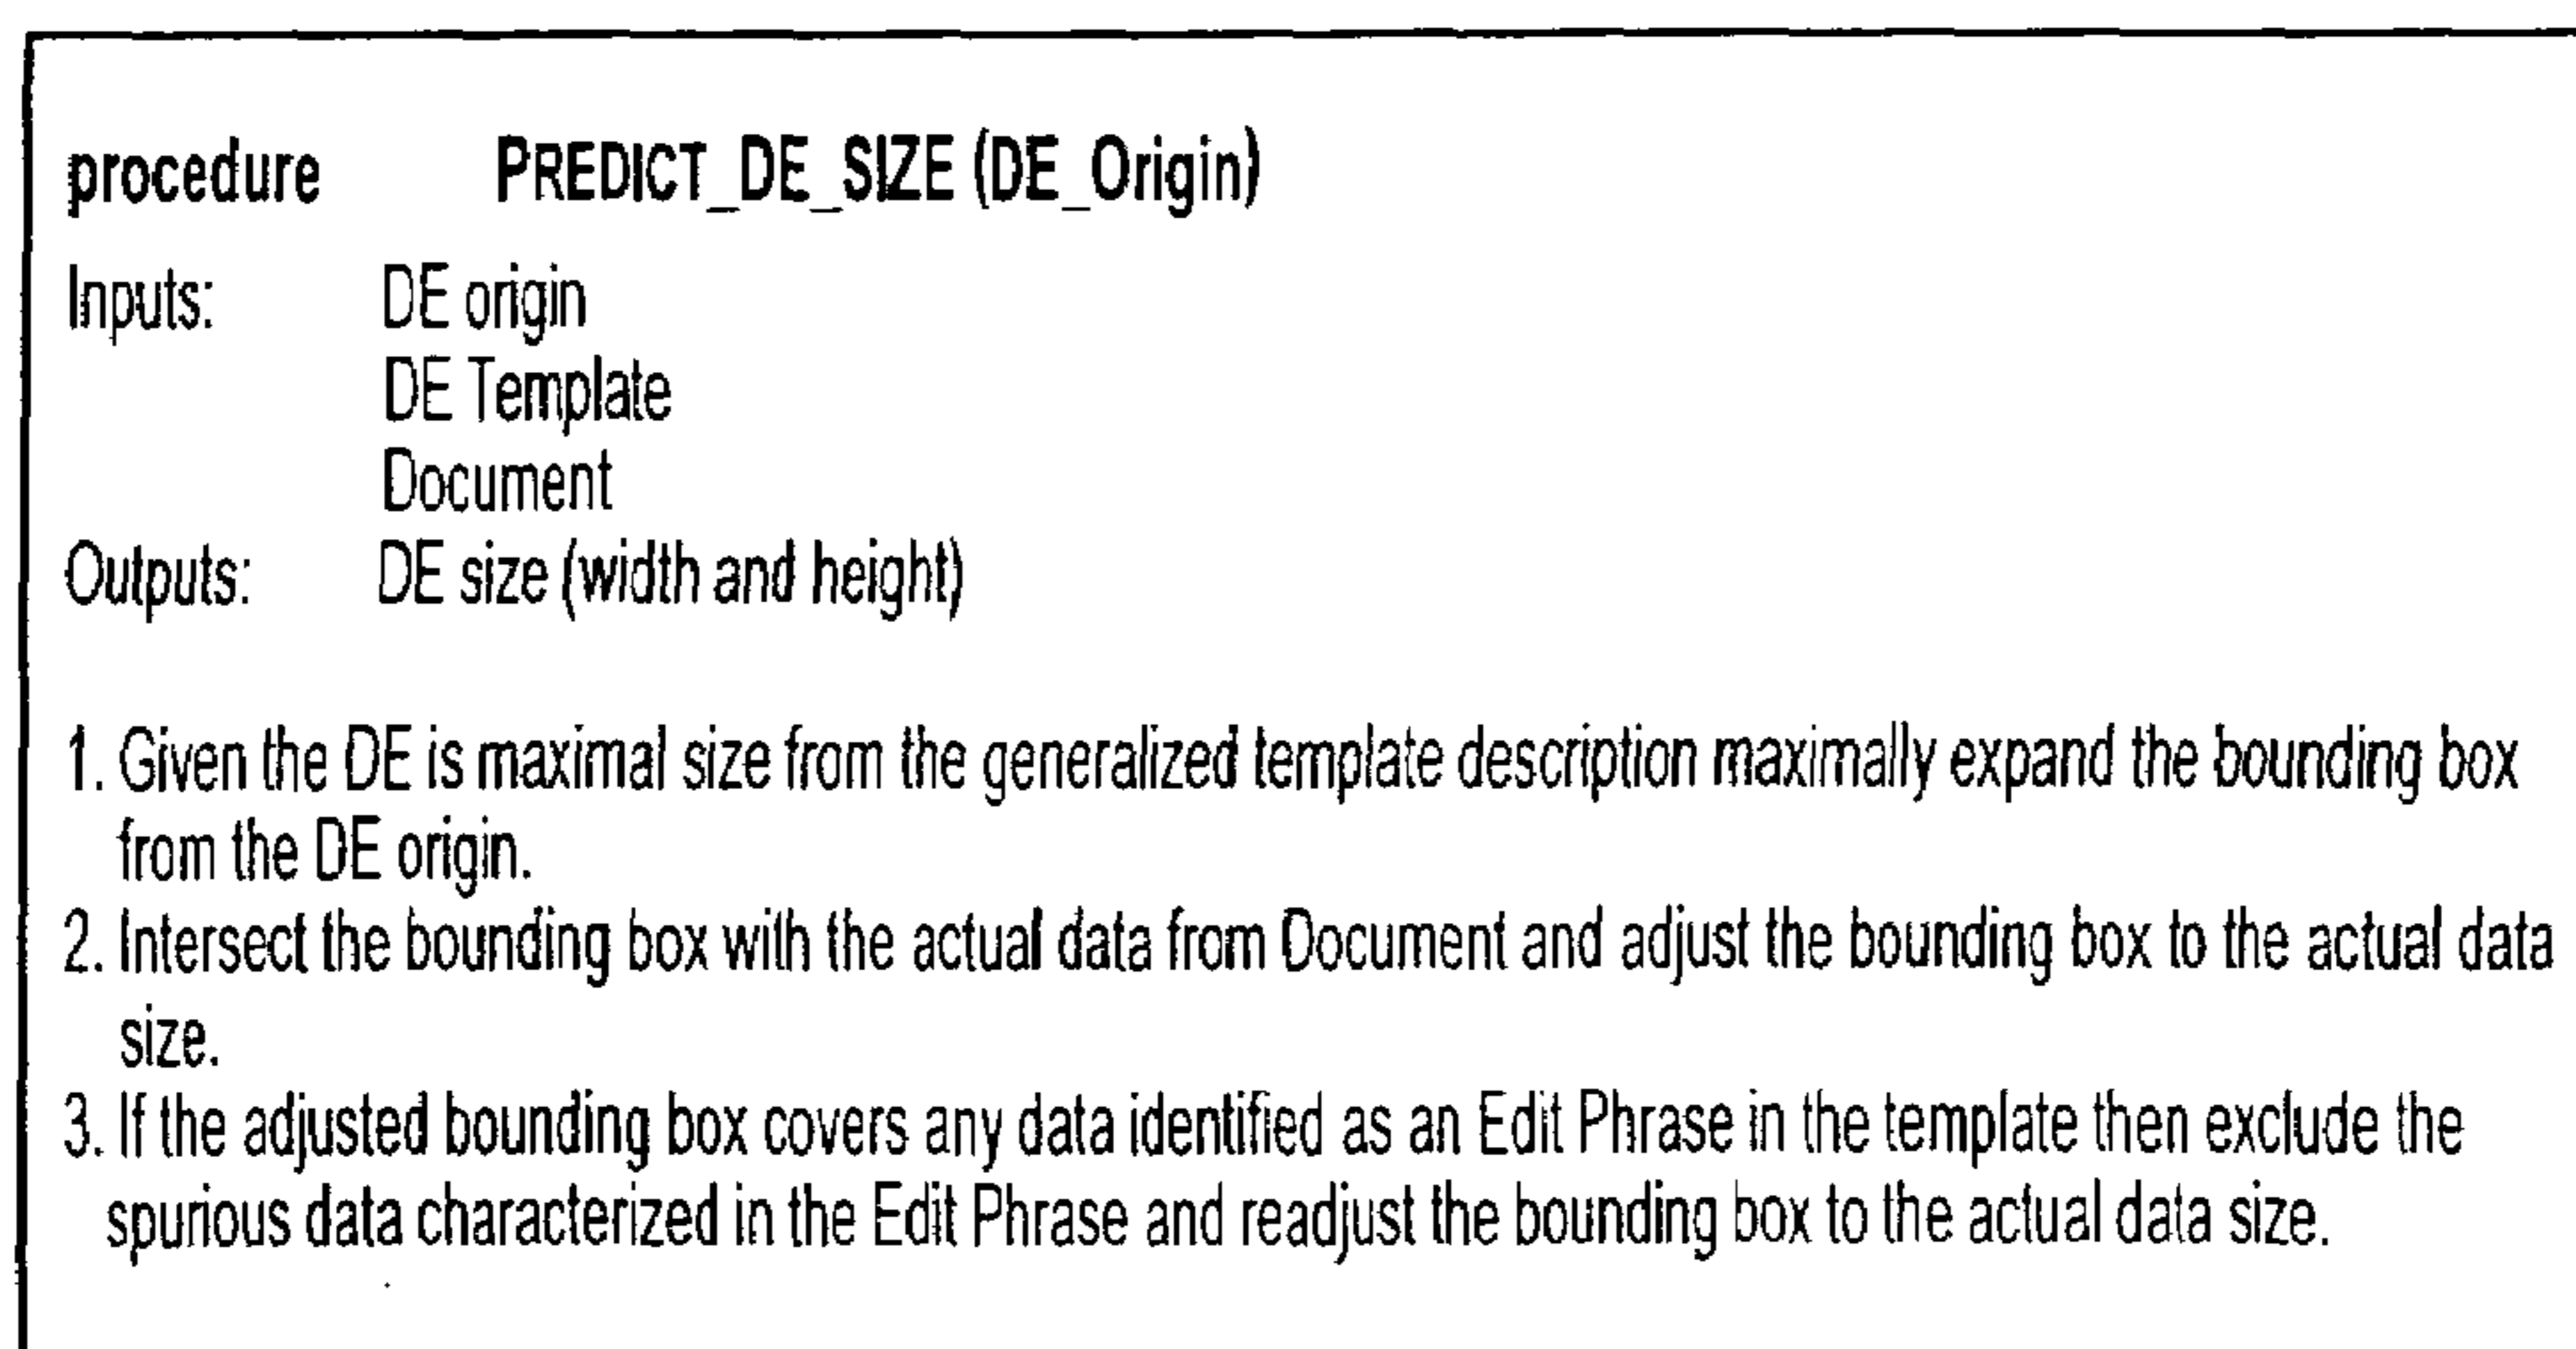 procedure PREDICT_DE_SIZE (DE_Origin)
Inputs: DE origin
DE Template
Document
Outputs: DE size (width and height)
1. Given the DE is maximal size from the generalized template description maximally expand the bounding box
from the DE origin.
2. Intersect the bounding box with the actual data from Document and adjust the bounding box to the actual data
size.
3. If the adjusted bounding box covers any data identified as an Edit Phrase in the template then exclude the
spurious data characterized in the Edit Phrase and readjust the bounding box to the actual data size.